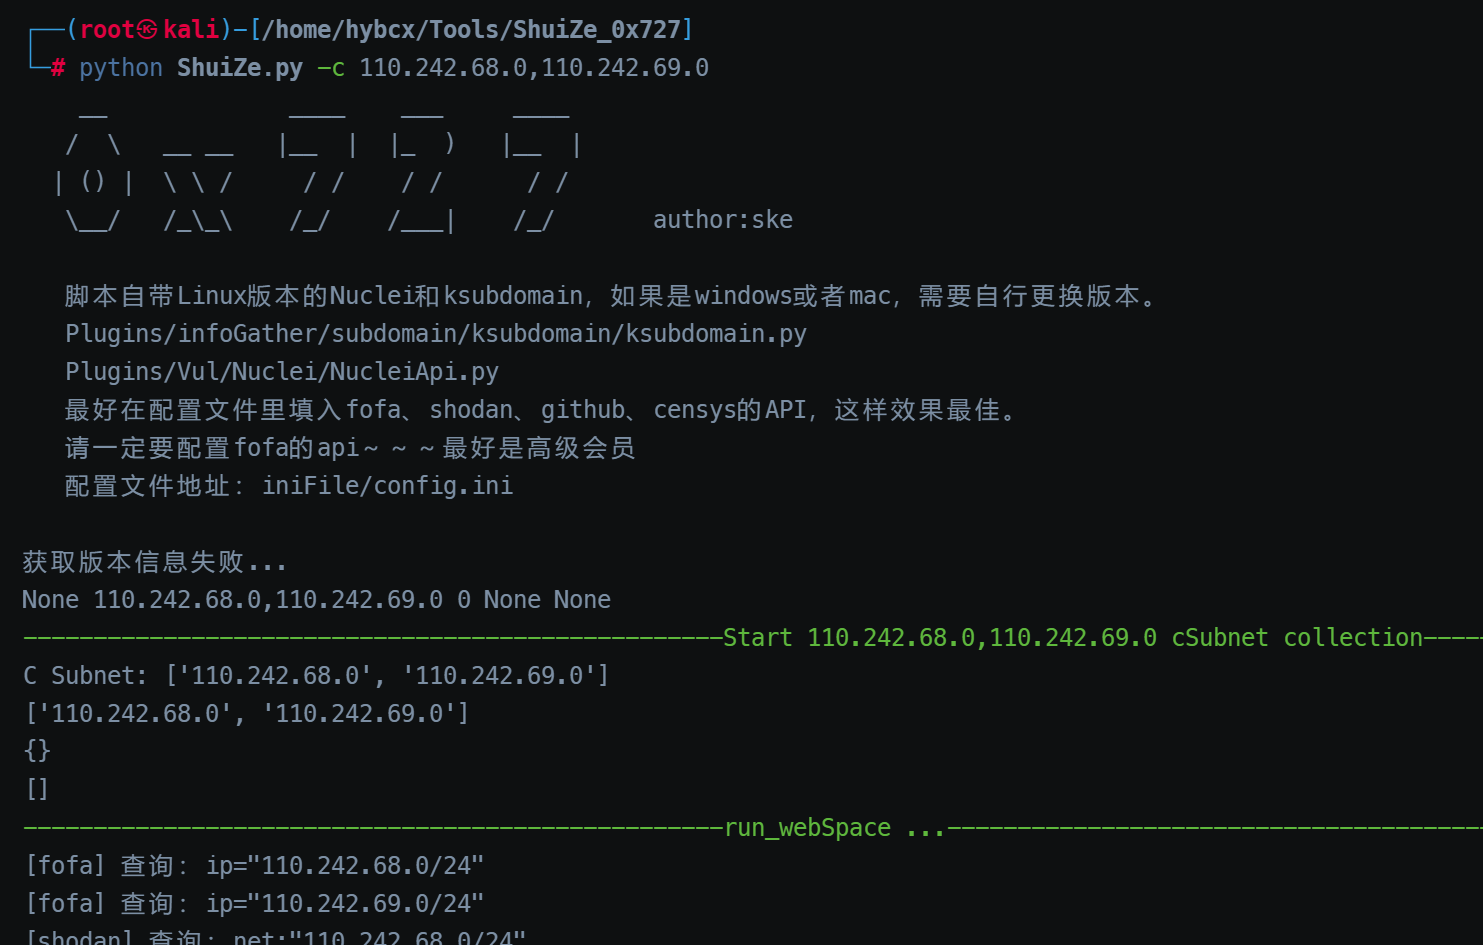 ┌──(root㉿kali)-[/home/hybcx/Tools/ShuiZe_0x727]
└─# python ShuiZe.py -c 110.242.68.0,110.242.69.0
    __             ____    ___     ____
   /  \   __ __   |__  |  |_  )   |__  |
  | () |  \ \ /     / /    / /      / /
   \__/   /_\_\    /_/    /___|    /_/       author:ske
脚本自带Linux版本的Nuclei和ksubdomain，如果是windows或者mac，需要自行更换版本。
Plugins/infoGather/subdomain/ksubdomain/ksubdomain.py
Plugins/Vul/Nuclei/NucleiApi.py
最好在配置文件里填入fofa、shodan、github、censys的API，这样效果最佳。
请一定要配置fofa的api~ ~ ~最好是高级会员
配置文件地址：iniFile/config.ini
获取版本信息失败...
None 110.242.68.0,110.242.69.0 0 None None
──────────────────────────────────────────────────Start 110.242.68.0,110.242.69.0 cSubnet collection─────
C Subnet: ['110.242.68.0', '110.242.69.0']
['110.242.68.0', '110.242.69.0']
{}
[]
──────────────────────────────────────────────────run_webSpace ...───────────────────────────────────────
[fofa] 查询：ip="110.242.68.0/24"
[fofa] 查询：ip="110.242.69.0/24"
[shodan] 查询：net:"110.242.68.0/24"